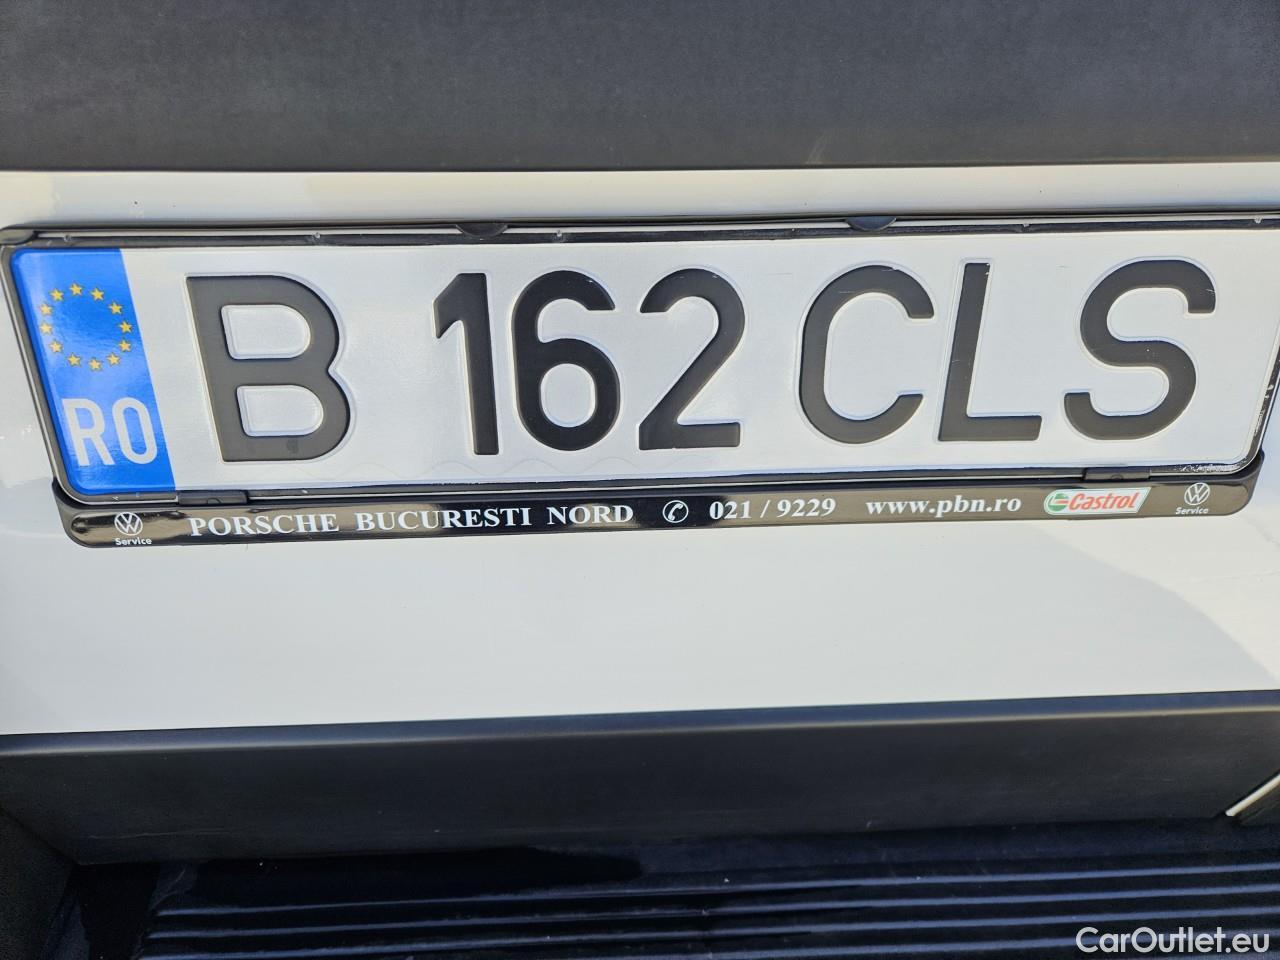 RO B 162 CLS
Service PORSCHE BUCURESTI NORD ✆ 021 / 9229 www.pbn.ro Castrol Service
CarOutlet.eu